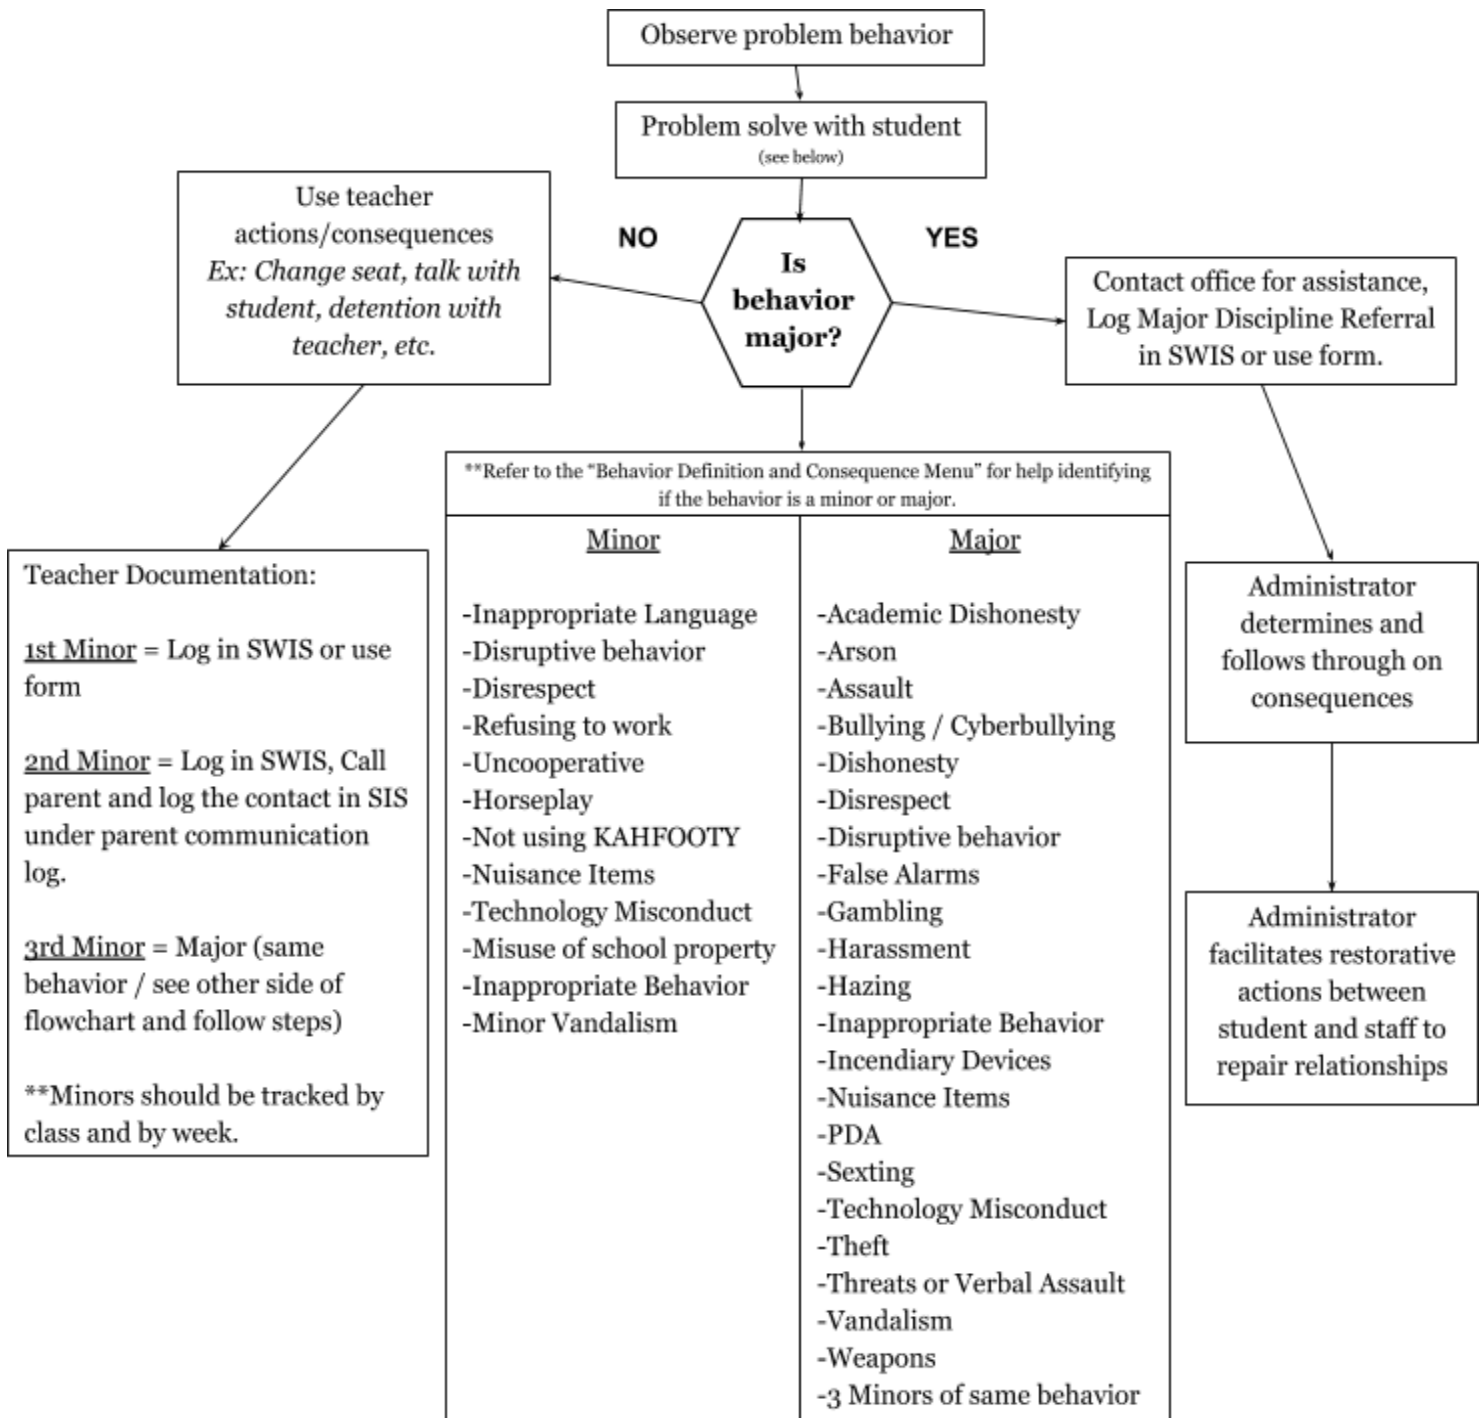 Observe problem behavior
Problem solve with student
(see below)
Use teacher
actions/consequences
Ex: Change seat, talk with
student, detention with
teacher, etc.
NO
Is
behavior
major?
YES
Contact office for assistance,
Log Major Discipline Referral
in SWIS or use form.
**Refer to the “Behavior Definition and Consequence Menu” for help identifying
if the behavior is a minor or major.
Teacher Documentation:
1st Minor = Log in SWIS or use
form
2nd Minor = Log in SWIS, Call
parent and log the contact in SIS
under parent communication
log.
3rd Minor = Major (same
behavior / see other side of
flowchart and follow steps)
**Minors should be tracked by
class and by week.
Minor
-Inappropriate Language
-Disruptive behavior
-Disrespect
-Refusing to work
-Uncooperative
-Horseplay
-Not using KAHFOOTY
-Nuisance Items
-Technology Misconduct
-Misuse of school property
-Inappropriate Behavior
-Minor Vandalism
Major
-Academic Dishonesty
-Arson
-Assault
-Bullying / Cyberbullying
-Dishonesty
-Disrespect
-Disruptive behavior
-False Alarms
-Gambling
-Harassment
-Hazing
-Inappropriate Behavior
-Incendiary Devices
-Nuisance Items
-PDA
-Sexting
-Technology Misconduct
-Theft
-Threats or Verbal Assault
-Vandalism
-Weapons
-3 Minors of same behavior
Administrator
determines and
follows through on
consequences
Administrator
facilitates restorative
actions between
student and staff to
repair relationships